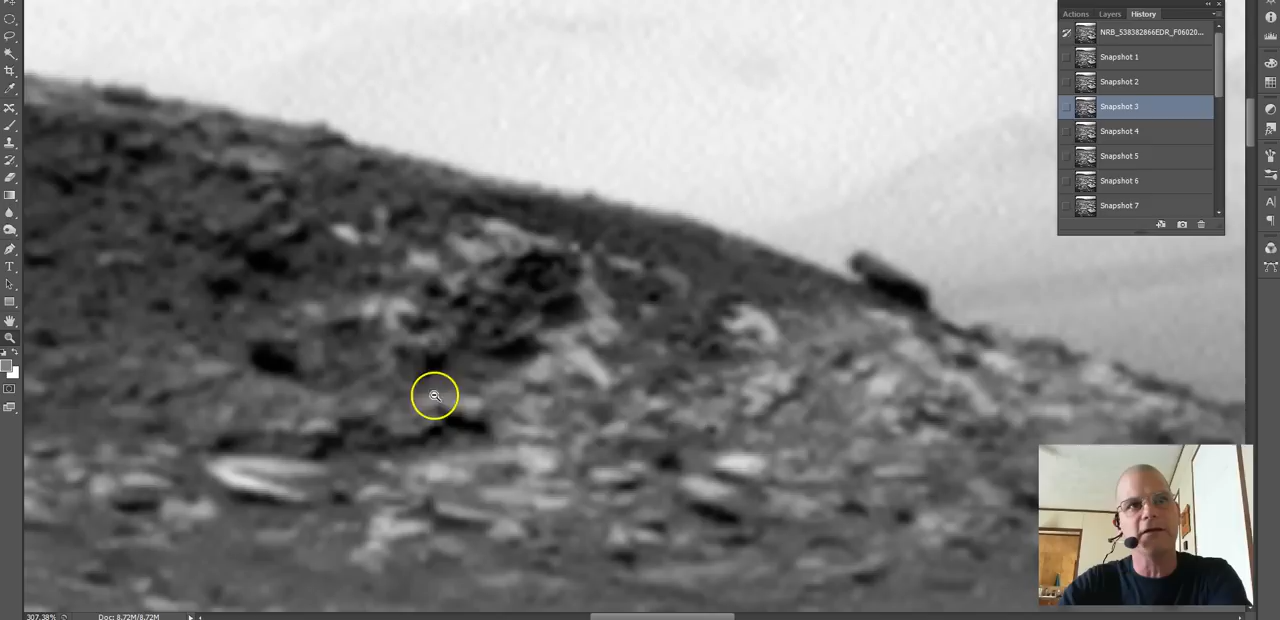 Actions Layers History
NRB_538382866EDR_F06020...
Snapshot 1
Snapshot 2
Snapshot 3
Snapshot 4
Snapshot 5
Snapshot 6
Snapshot 7
307.38% Doc: 8.72M/8.72M